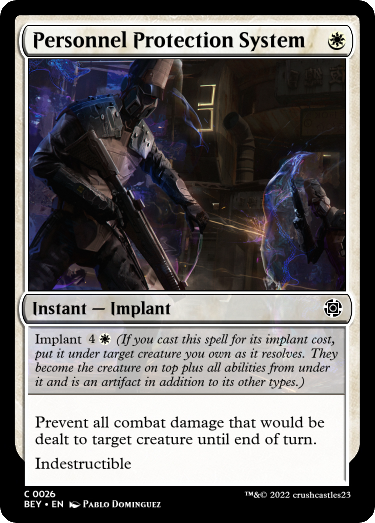 Personnel Protection System
Instant — Implant
Implant 4 (If you cast this spell for its implant cost,
put it under target creature you own as it resolves. They
become the creature on top plus all abilities from under
it and is an artifact in addition to its other types.)
Prevent all combat damage that would be
dealt to target creature until end of turn.
Indestructible
C 0026
BEY • EN Pablo Dominguez
™&© 2022 crushcastles23